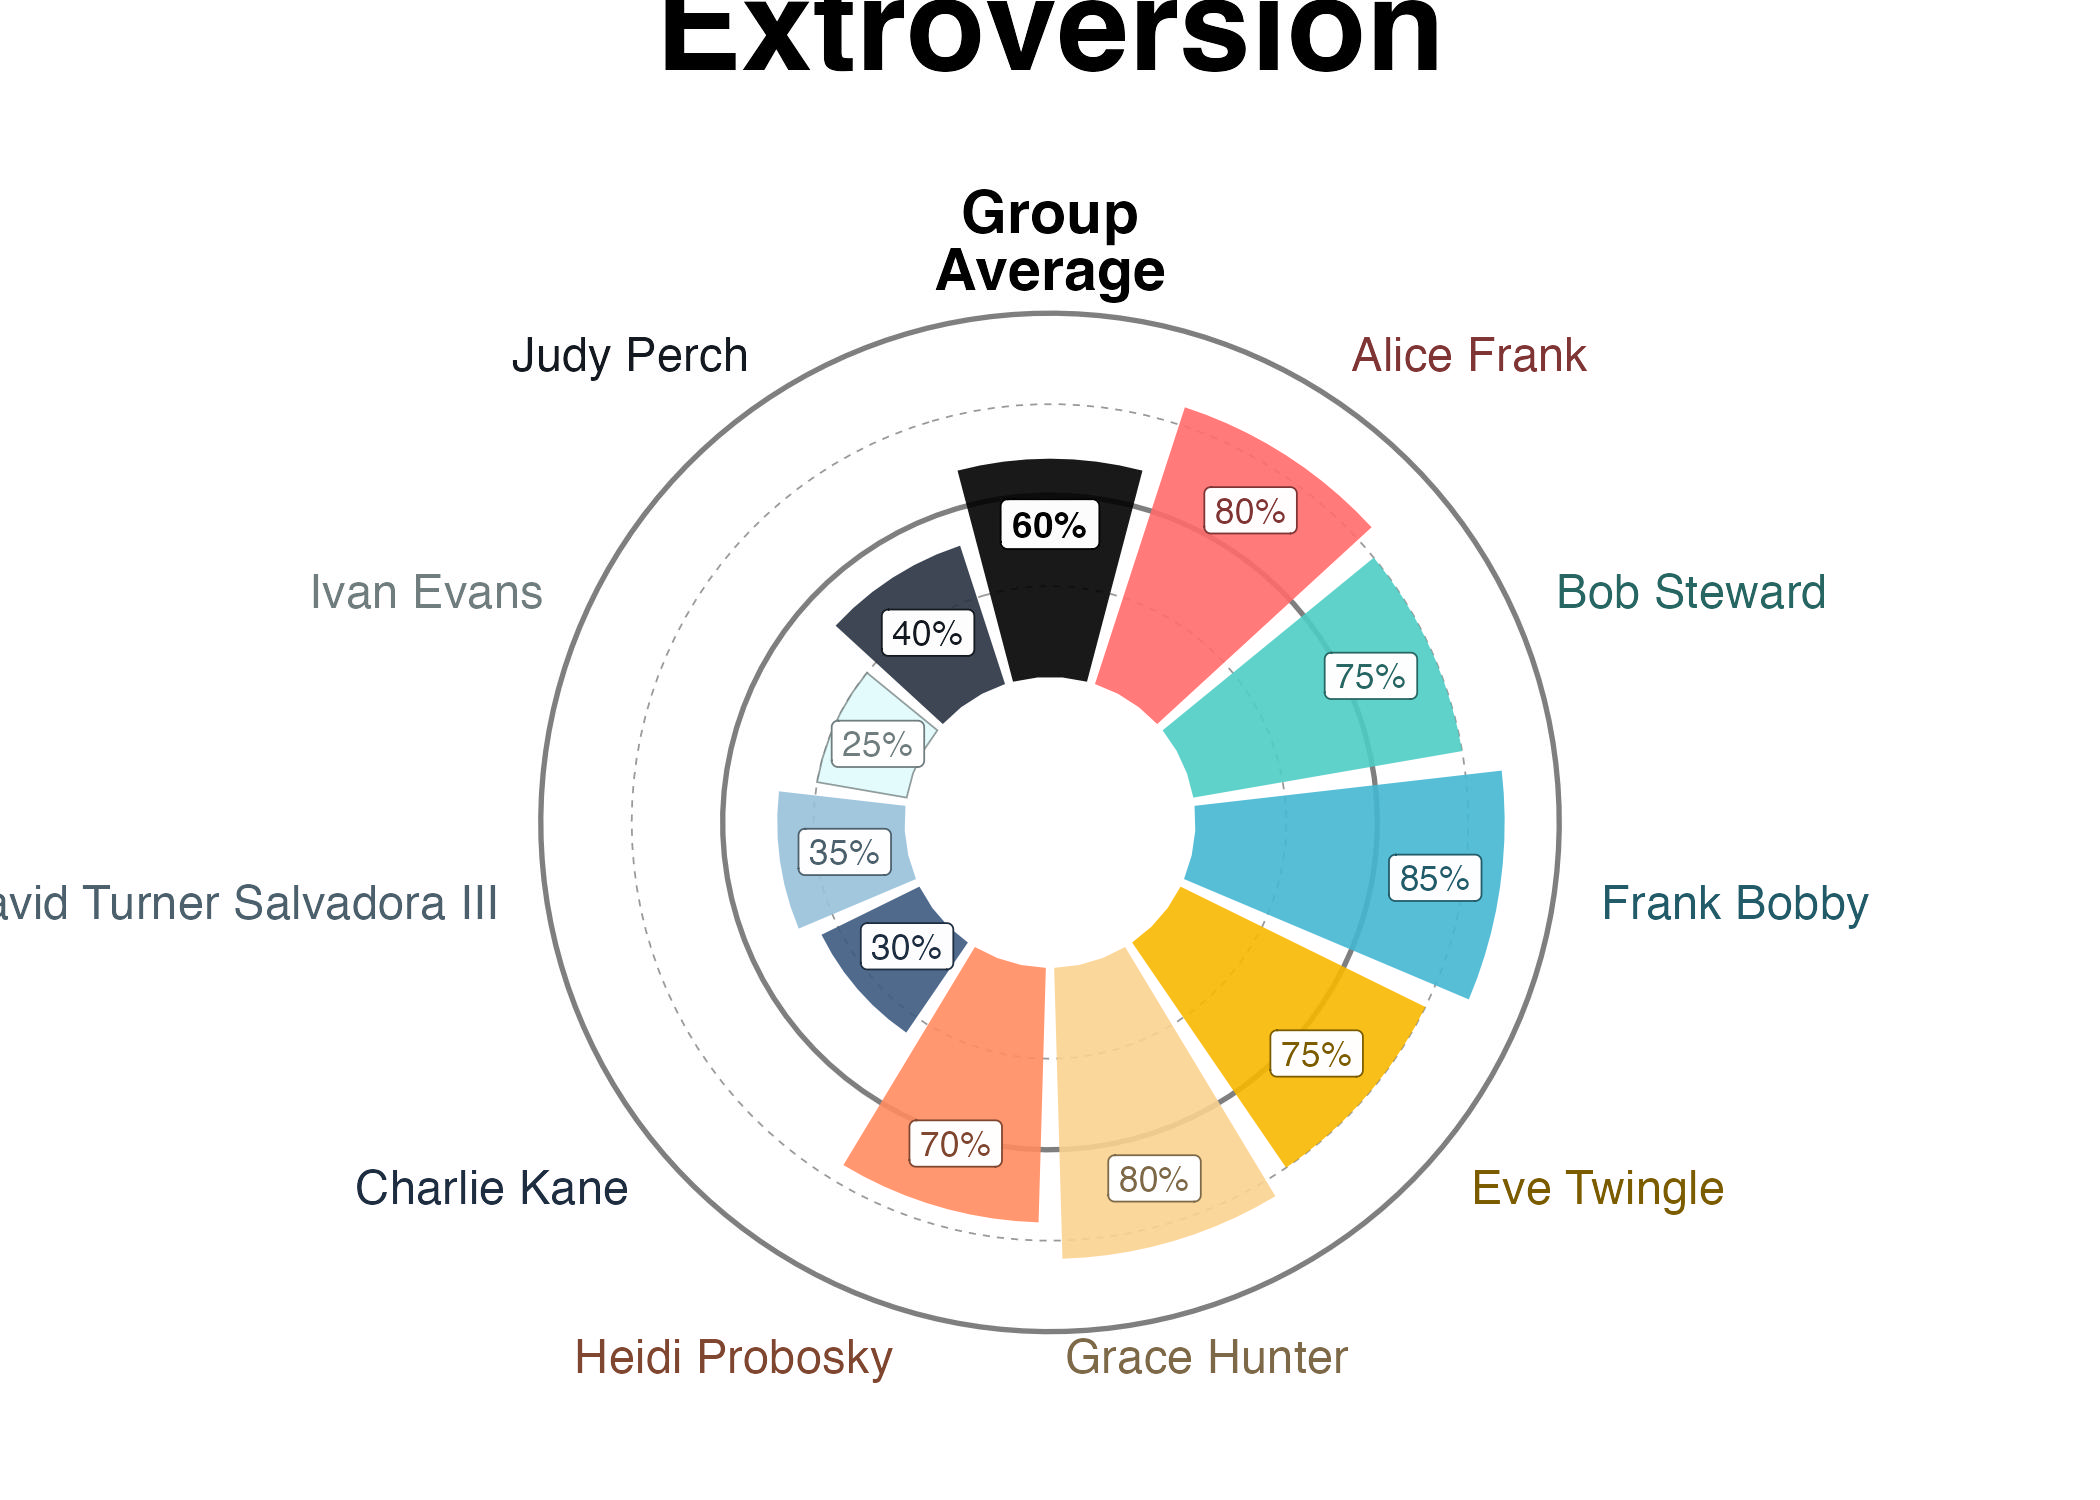 Extroversion
Group
Average
Judy Perch
Alice Frank
60%
80%
Ivan Evans
Bob Steward
40%
75%
25%
35%
85%
Turner Salvadora III
Frank Bobby
30%
75%
70%
80%
Charlie Kane
Eve Twingle
Heidi Probosky
Grace Hunter